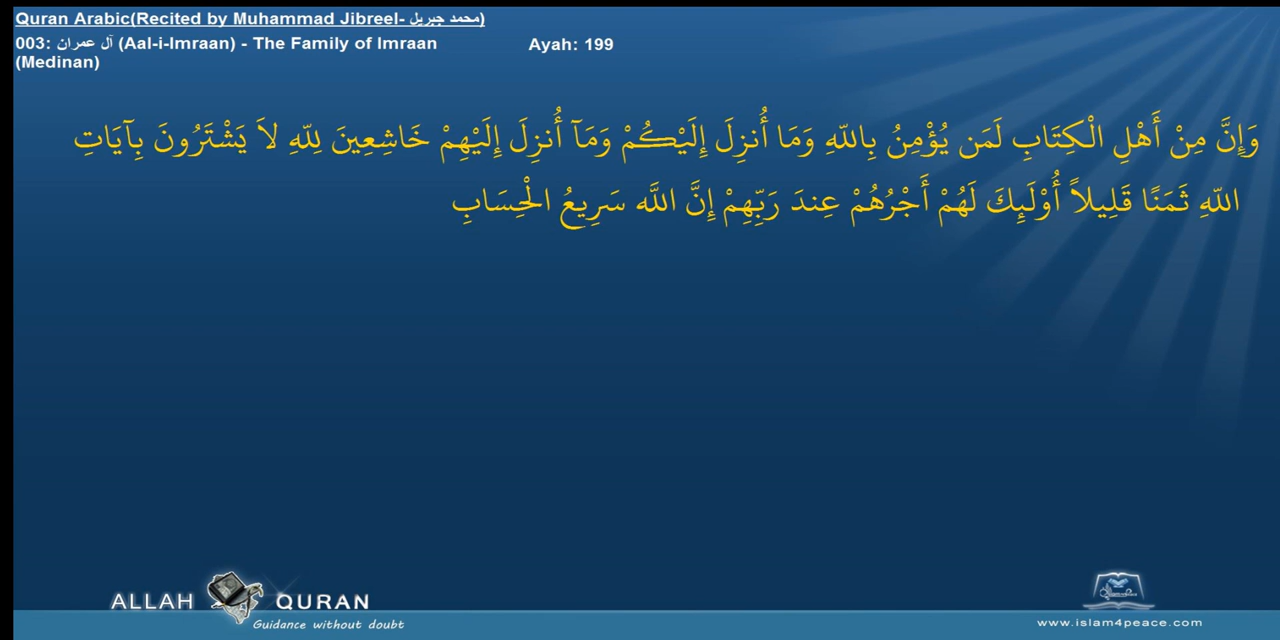 Quran Arabic(Recited by Muhammad Jibreel- محمد جبريل)
003: آل عمران (Aal-i-Imraan) - The Family of Imraan
(Medinan)
Ayah: 199
وَإِنَّ مِنْ أَهْلِ الْكِتَابِ لَمَن يُؤْمِنُ بِاللّهِ وَمَا أُنزِلَ إِلَيْكُمْ وَمَآ أُنزِلَ إِلَيْهِمْ خَاشِعِينَ لِلّهِ لاَ يَشْتَرُونَ بِآيَاتِ
اللّهِ ثَمَنًا قَلِيلاً أُوْلَئِكَ لَهُمْ أَجْرُهُمْ عِندَ رَبِّهِمْ إِنَّ اللَّه سَرِيعُ الْحِسَابِ
ALLAH QURAN
Guidance without doubt
www.islam4peace.com